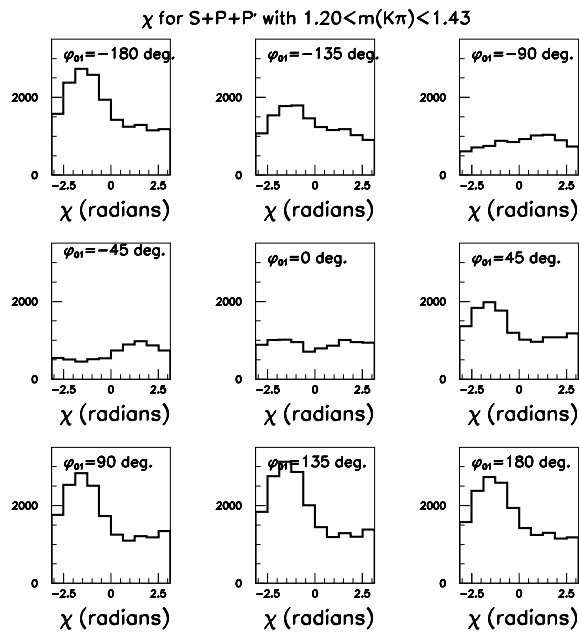 χ for S+P+P' with 1.20<m(Kπ)<1.43
φ01=−180 deg. φ01=−135 deg. φ01=−90 deg.
2000 2000 2000
0 0 0
−2.5 0 2.5 −2.5 0 2.5 −2.5 0 2.5
χ (radians) χ (radians) χ (radians)
φ01=−45 deg. φ01=0 deg. φ01=45 deg.
2000 2000 2000
0 0 0
−2.5 0 2.5 −2.5 0 2.5 −2.5 0 2.5
χ (radians) χ (radians) χ (radians)
φ01=90 deg. φ01=135 deg. φ01=180 deg.
2000 2000 2000
0 0 0
−2.5 0 2.5 −2.5 0 2.5 −2.5 0 2.5
χ (radians) χ (radians) χ (radians)